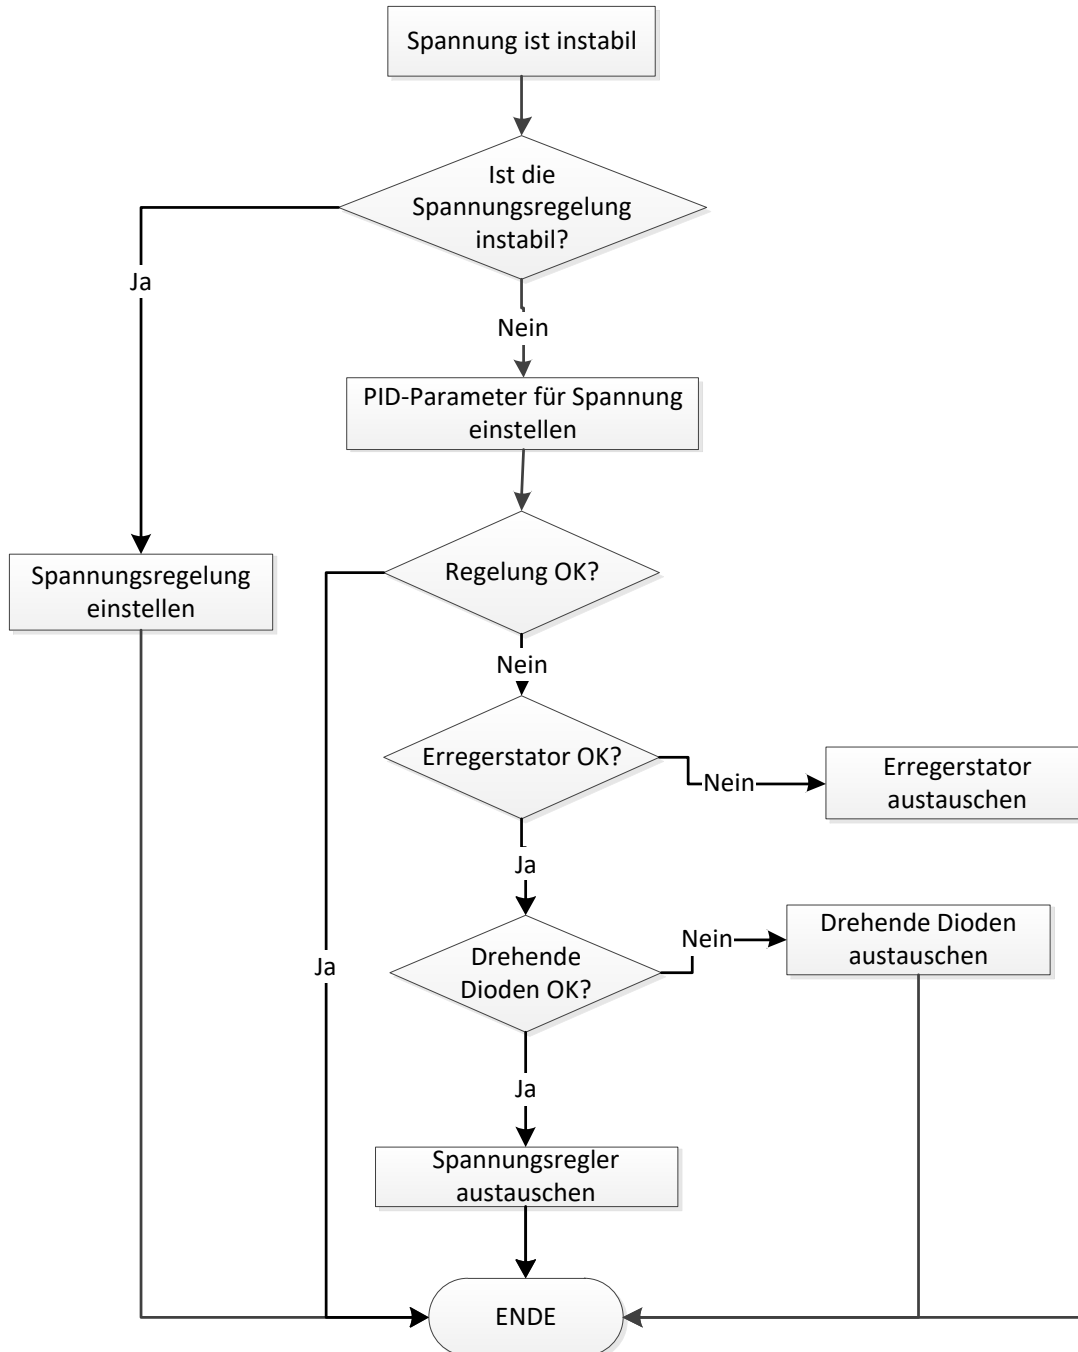 Spannung ist instabil
Ist die
Spannungsregelung
instabil?
Ja
Nein
PID-Parameter für Spannung
einstellen
Spannungsregelung
einstellen
Regelung OK?
Nein
Erregerstator OK?
Nein
Erregerstator
austauschen
Ja
Drehende
Dioden OK?
Nein
Drehende Dioden
austauschen
Ja
Ja
Spannungsregler
austauschen
ENDE